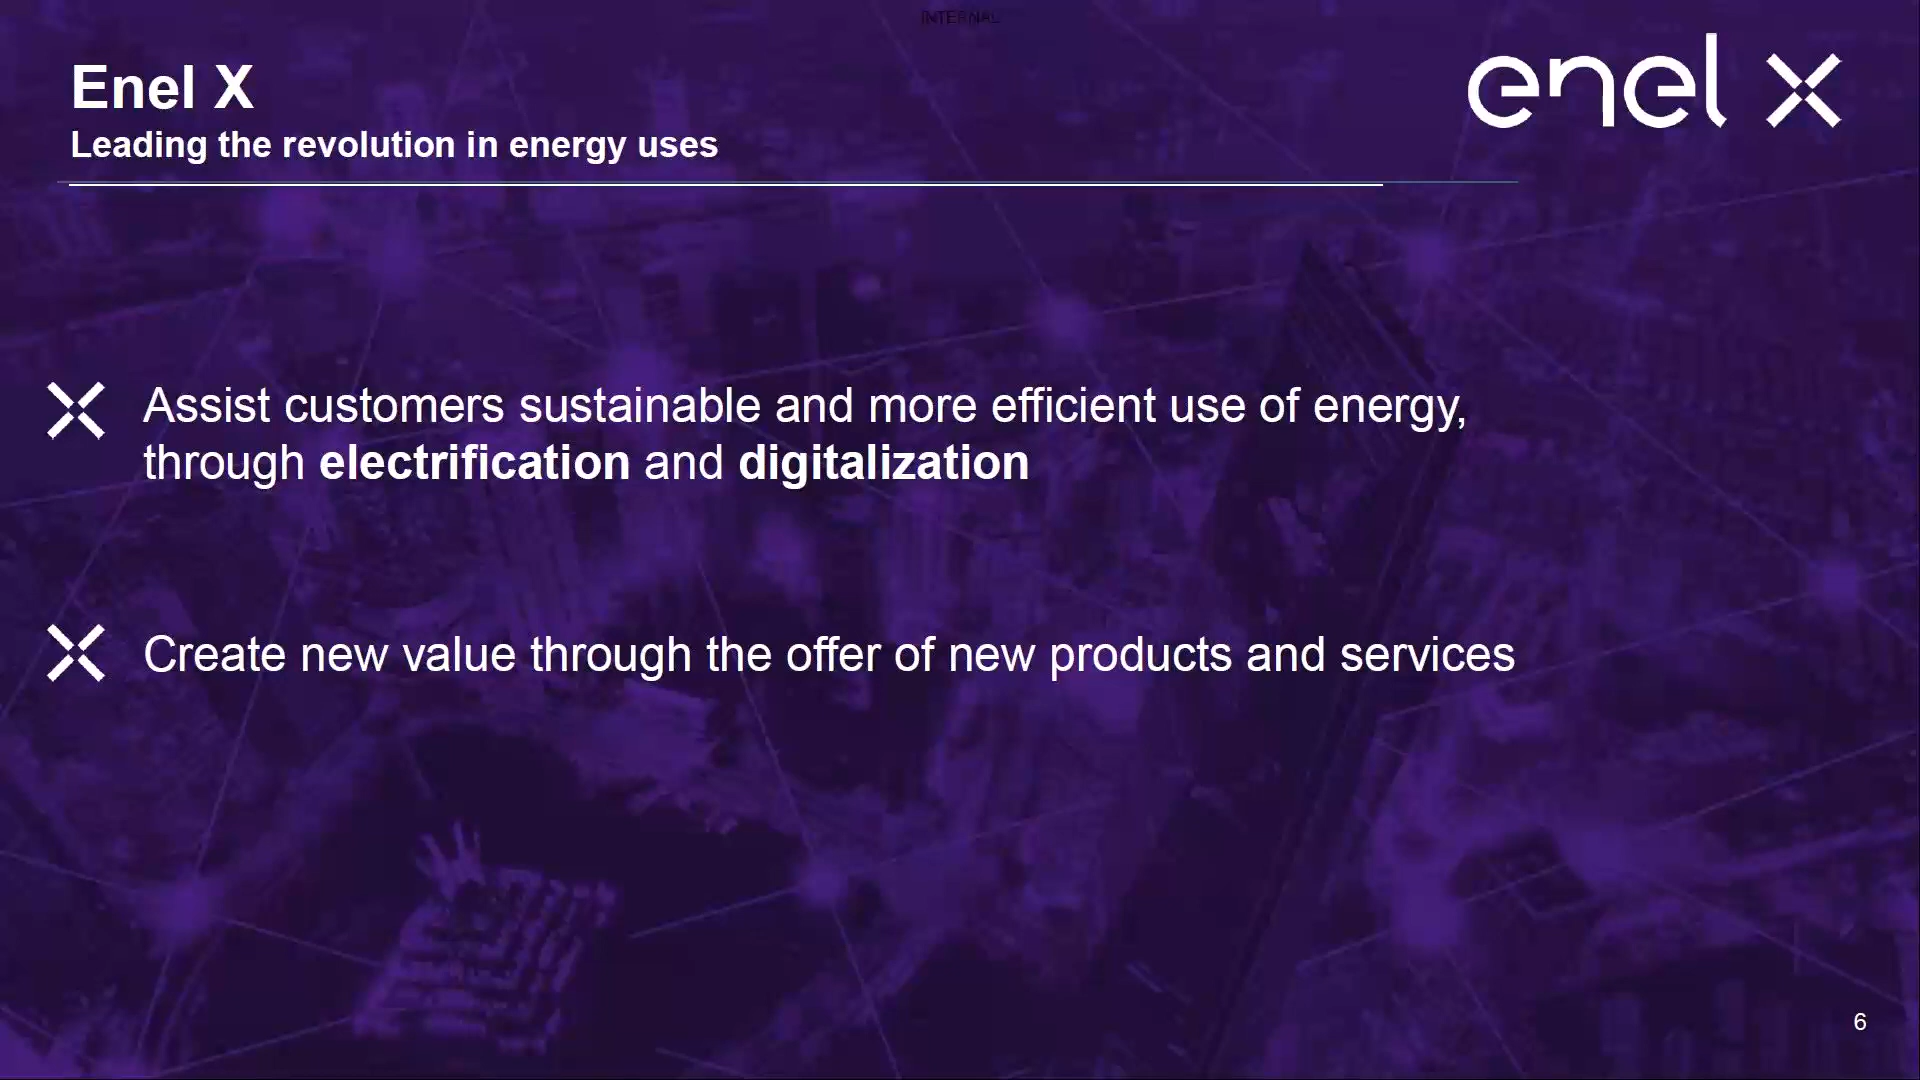 INTERNAL
Enel X
Leading the revolution in energy uses
enel x
Assist customers sustainable and more efficient use of energy,
through electrification and digitalization
Create new value through the offer of new products and services
6